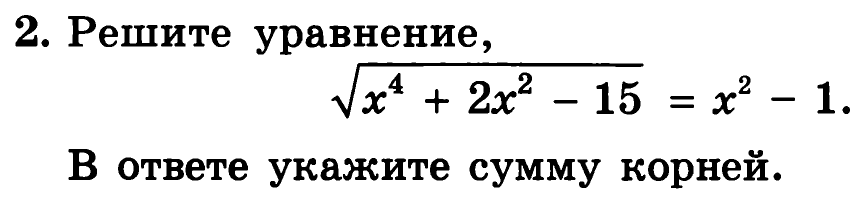 2. Решите уравнение,
√(x⁴ + 2x² − 15) = x² − 1.
В ответе укажите сумму корней.